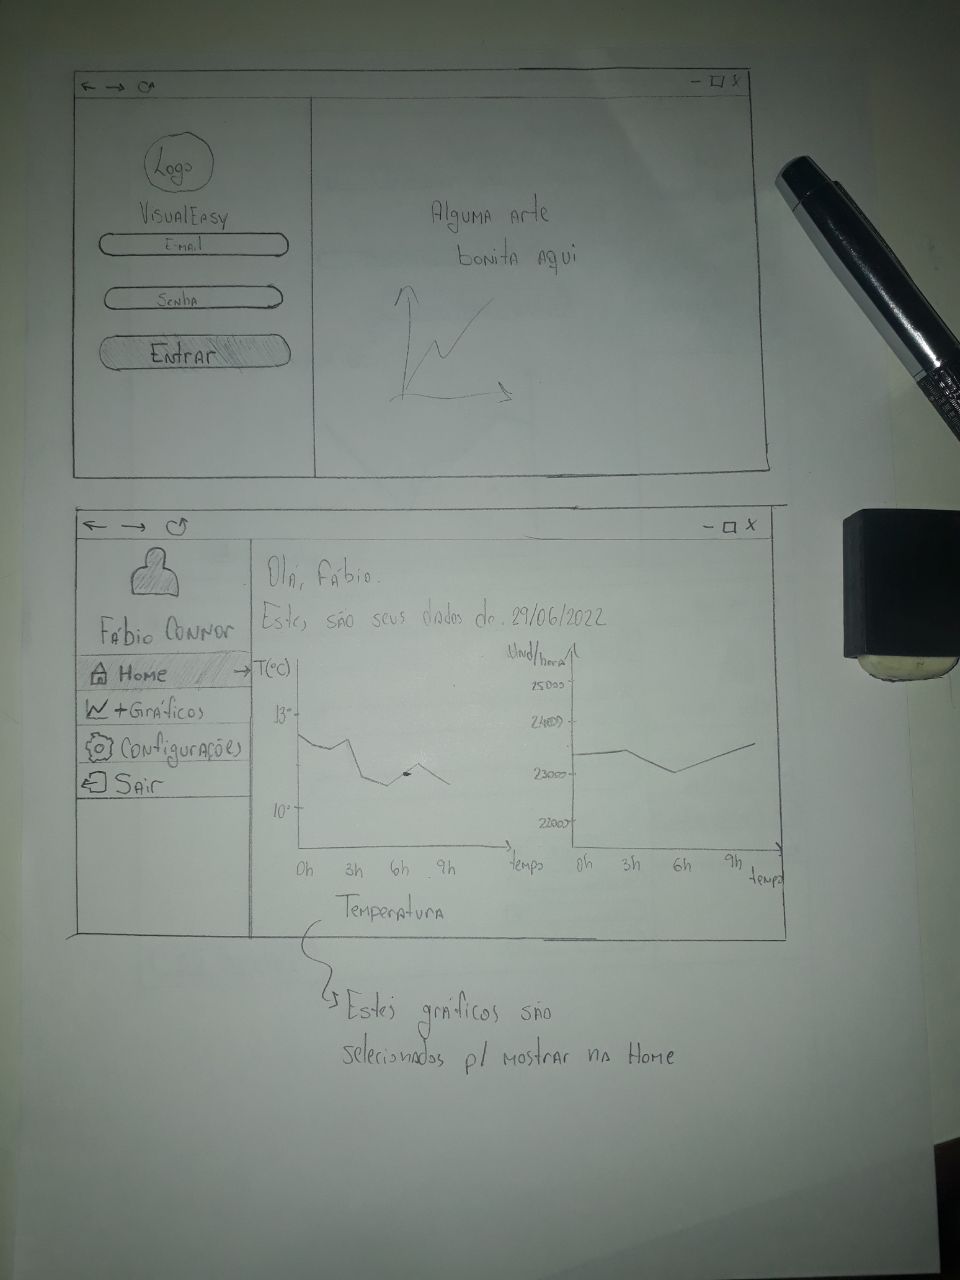 Logo
VisualEasy
E-mail
Senha
Entrar
Alguma arte
bonita aqui
Fábio Connor
Home
+Gráficos
Configurações
Sair
Olá, Fábio.
Estes são seus dados de 29/06/2022
T(°C)
13°
10°
0h 3h 6h 9h tempo
Temperatura
Und/hora
25000
24000
23000
22000
0h 3h 6h 9h tempo
Estes gráficos são
selecionados p/ mostrar na Home